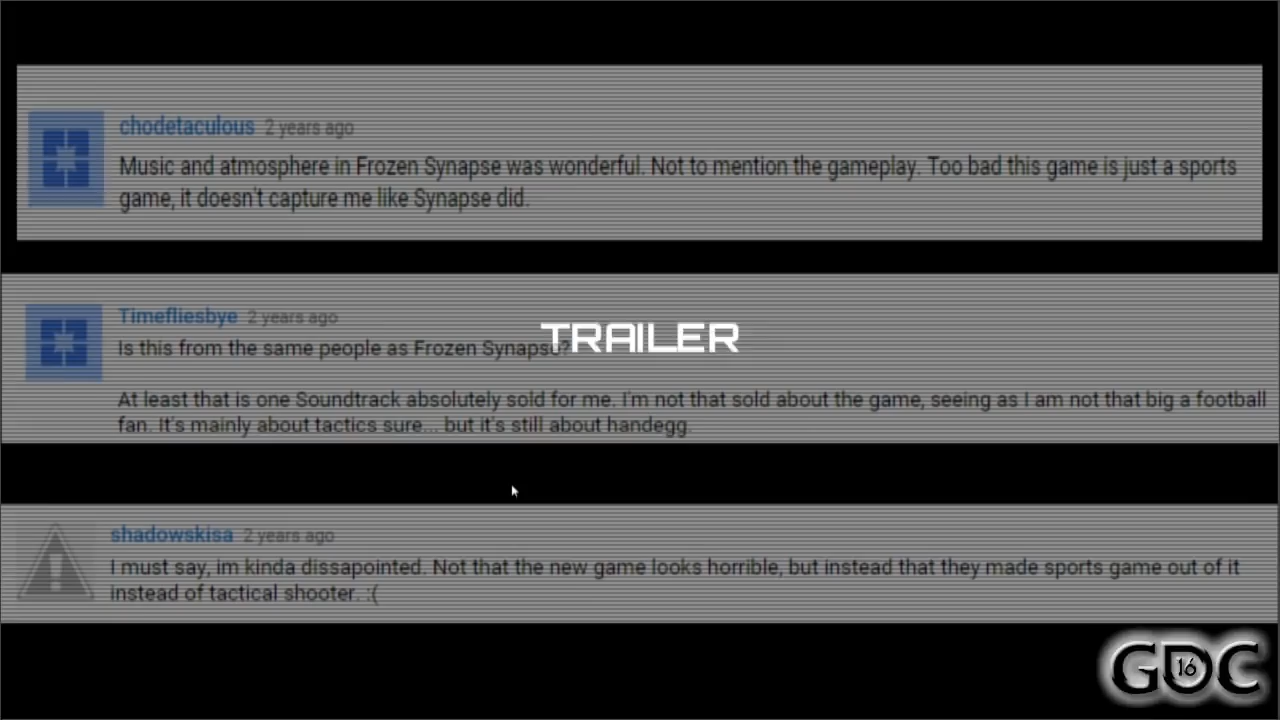 chodetaculous 2 years ago
Music and atmosphere in Frozen Synapse was wonderful. Not to mention the gameplay. Too bad this game is just a sports
game, it doesn't capture me like Synapse did.
Timefliesbye 2 years ago
TRAILER
Is this from the same people as Frozen Synapse?
At least that is one Soundtrack absolutely sold for me. I'm not that sold about the game, seeing as I am not that big a football
fan. It's mainly about tactics sure... but it's still about handegg.
shadowskisa 2 years ago
I must say, im kinda dissapointed. Not that the new game looks horrible, but instead that they made sports game out of it
instead of tactical shooter. :(
GDC 16